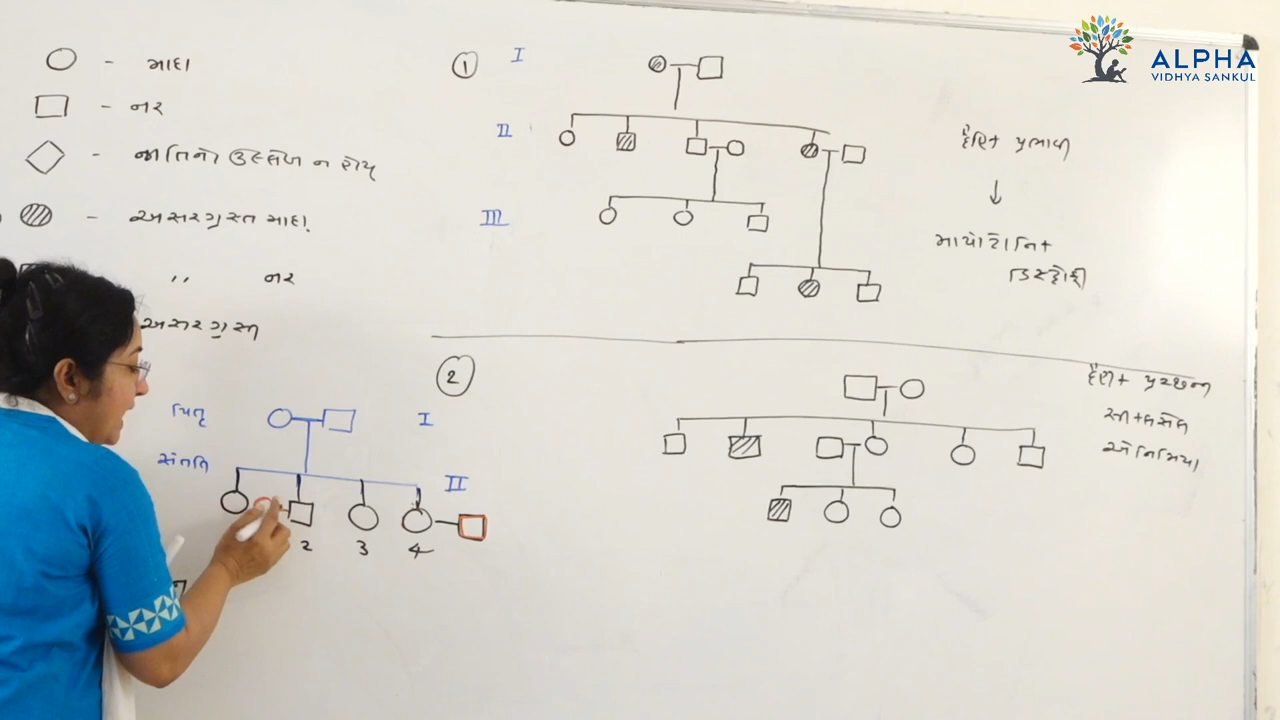 - માદા
- નર
- જાતિનો ઉલ્લેખ ન હોય
- અસરગ્રસ્ત માદા
,, નર
અસરગ્રસ્ત
પિતૃ
I
સંતતિ
II
2 3 4
1
I
II
III
દૈહિક પ્રભાવી
↓
માયોટોનિક
ડિસ્ટ્રોફી
2
દૈહીક પ્રચ્છન્ન
સીકલસેલ
એનિમિયા
ALPHA
VIDHYA SANKUL